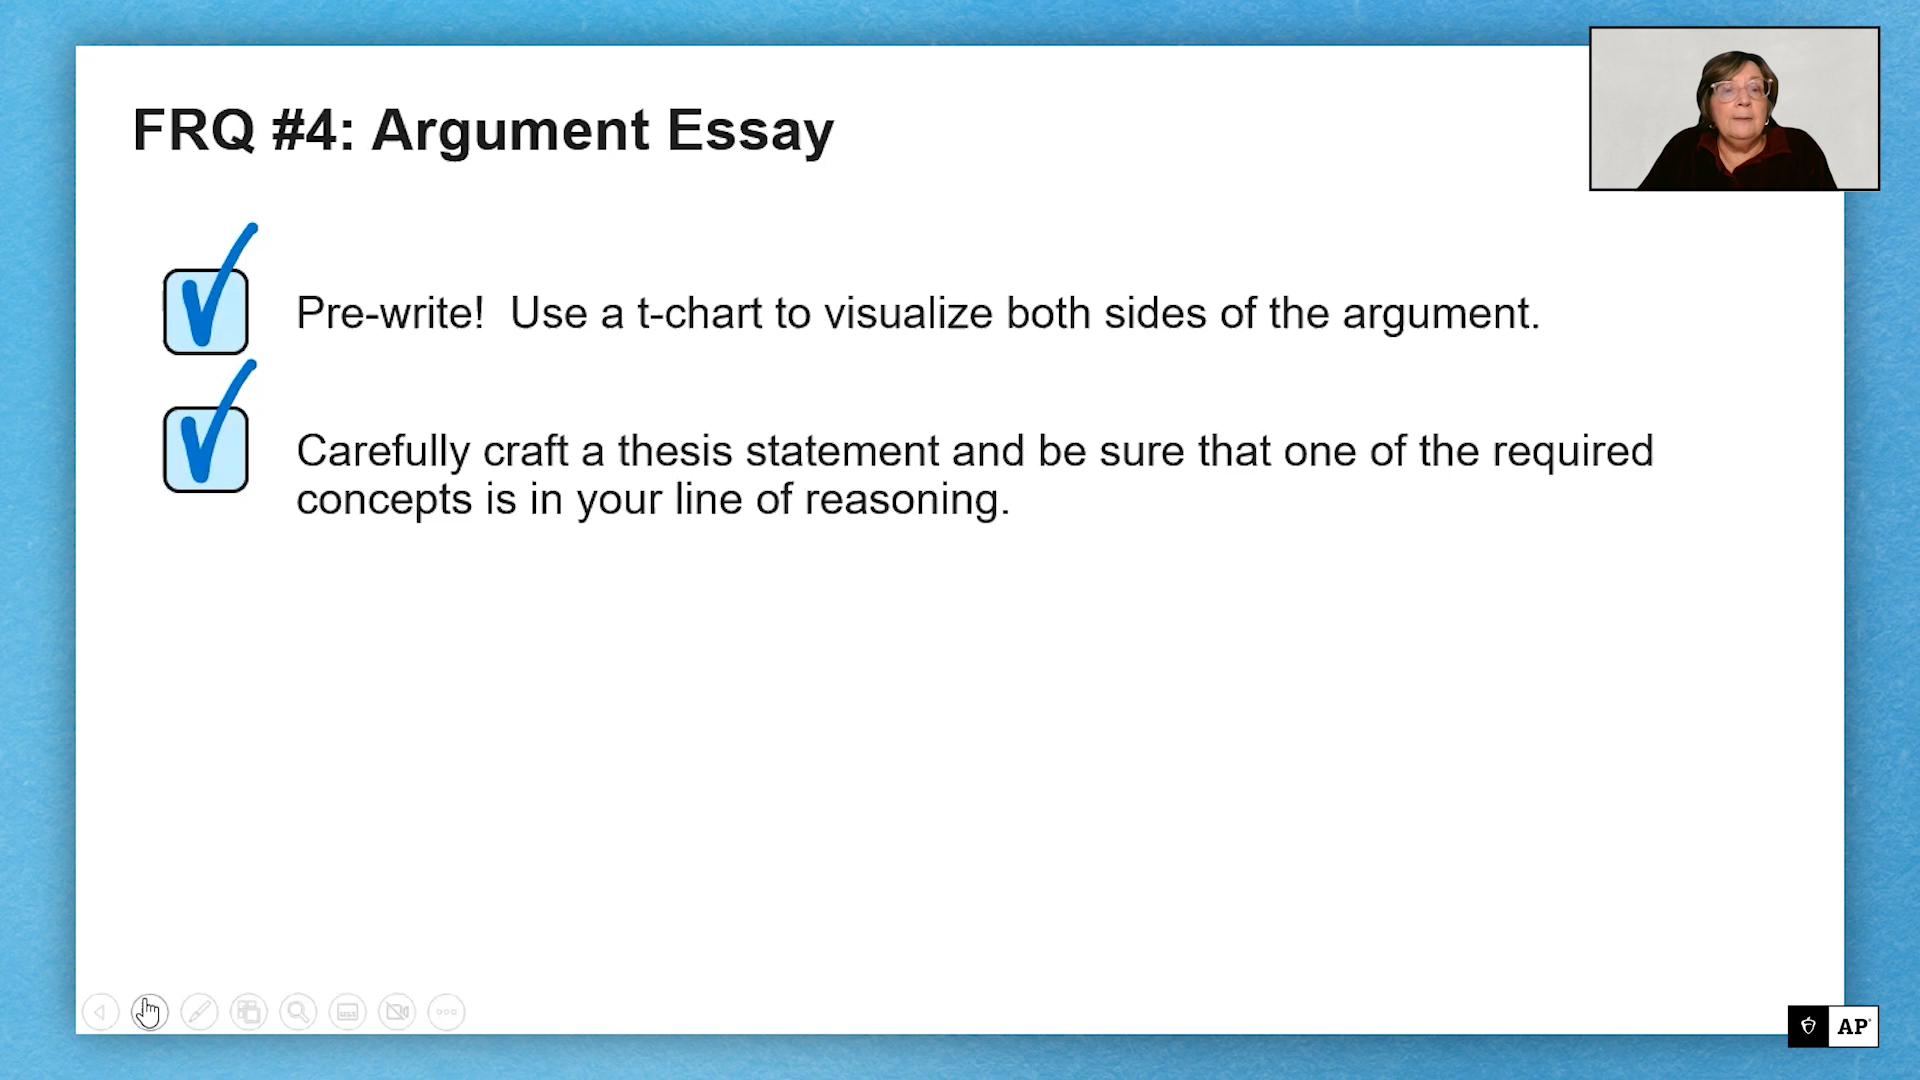 FRQ #4: Argument Essay
Pre-write!  Use a t-chart to visualize both sides of the argument.
Carefully craft a thesis statement and be sure that one of the required
concepts is in your line of reasoning.
AP